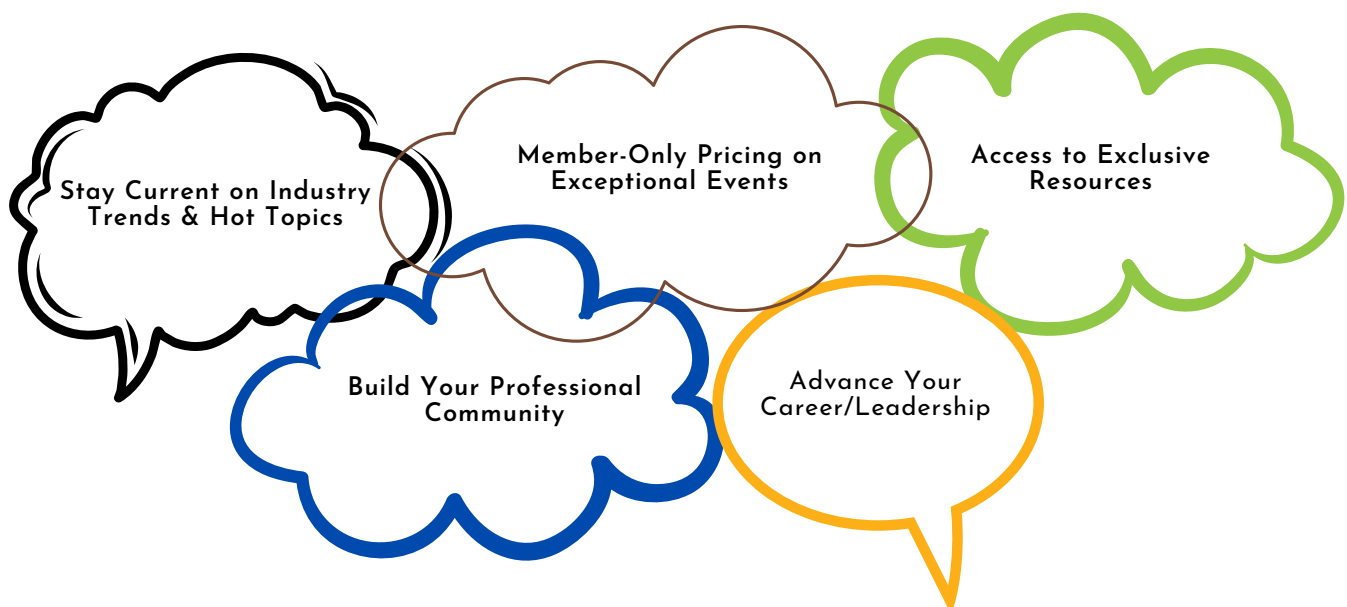 Stay Current on Industry
Trends & Hot Topics
Member-Only Pricing on
Exceptional Events
Access to Exclusive
Resources
Build Your Professional
Community
Advance Your
Career/Leadership